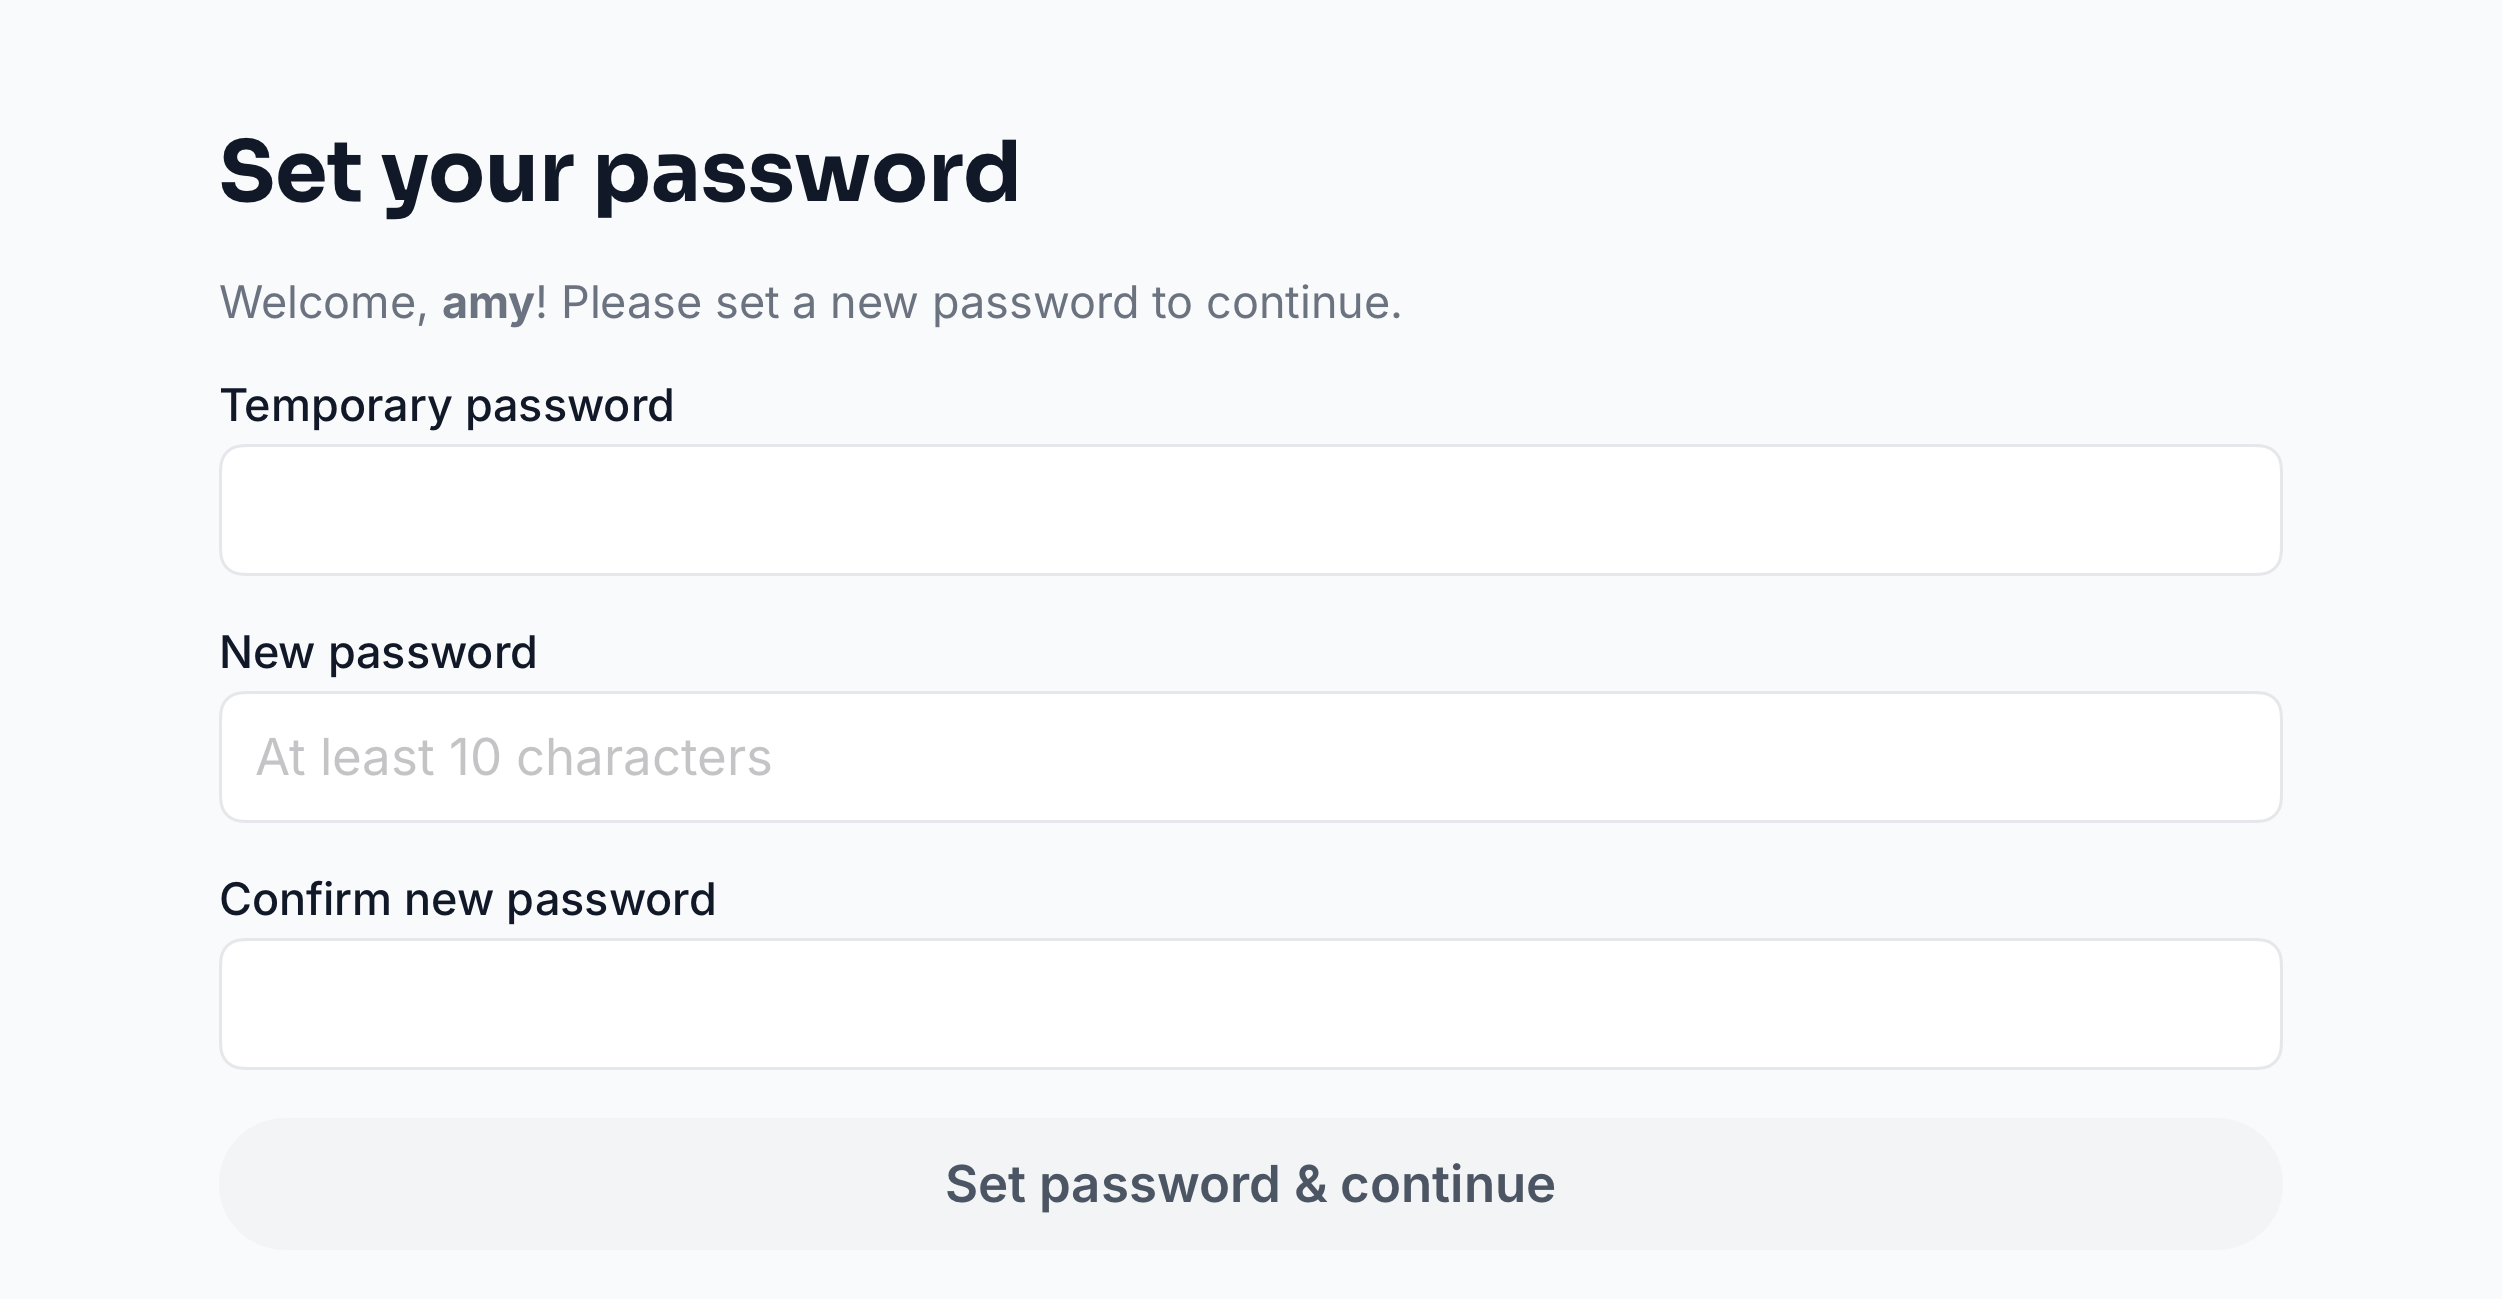 Set your password
Welcome, amy! Please set a new password to continue.
Temporary password
New password
At least 10 characters
Confirm new password
Set password & continue